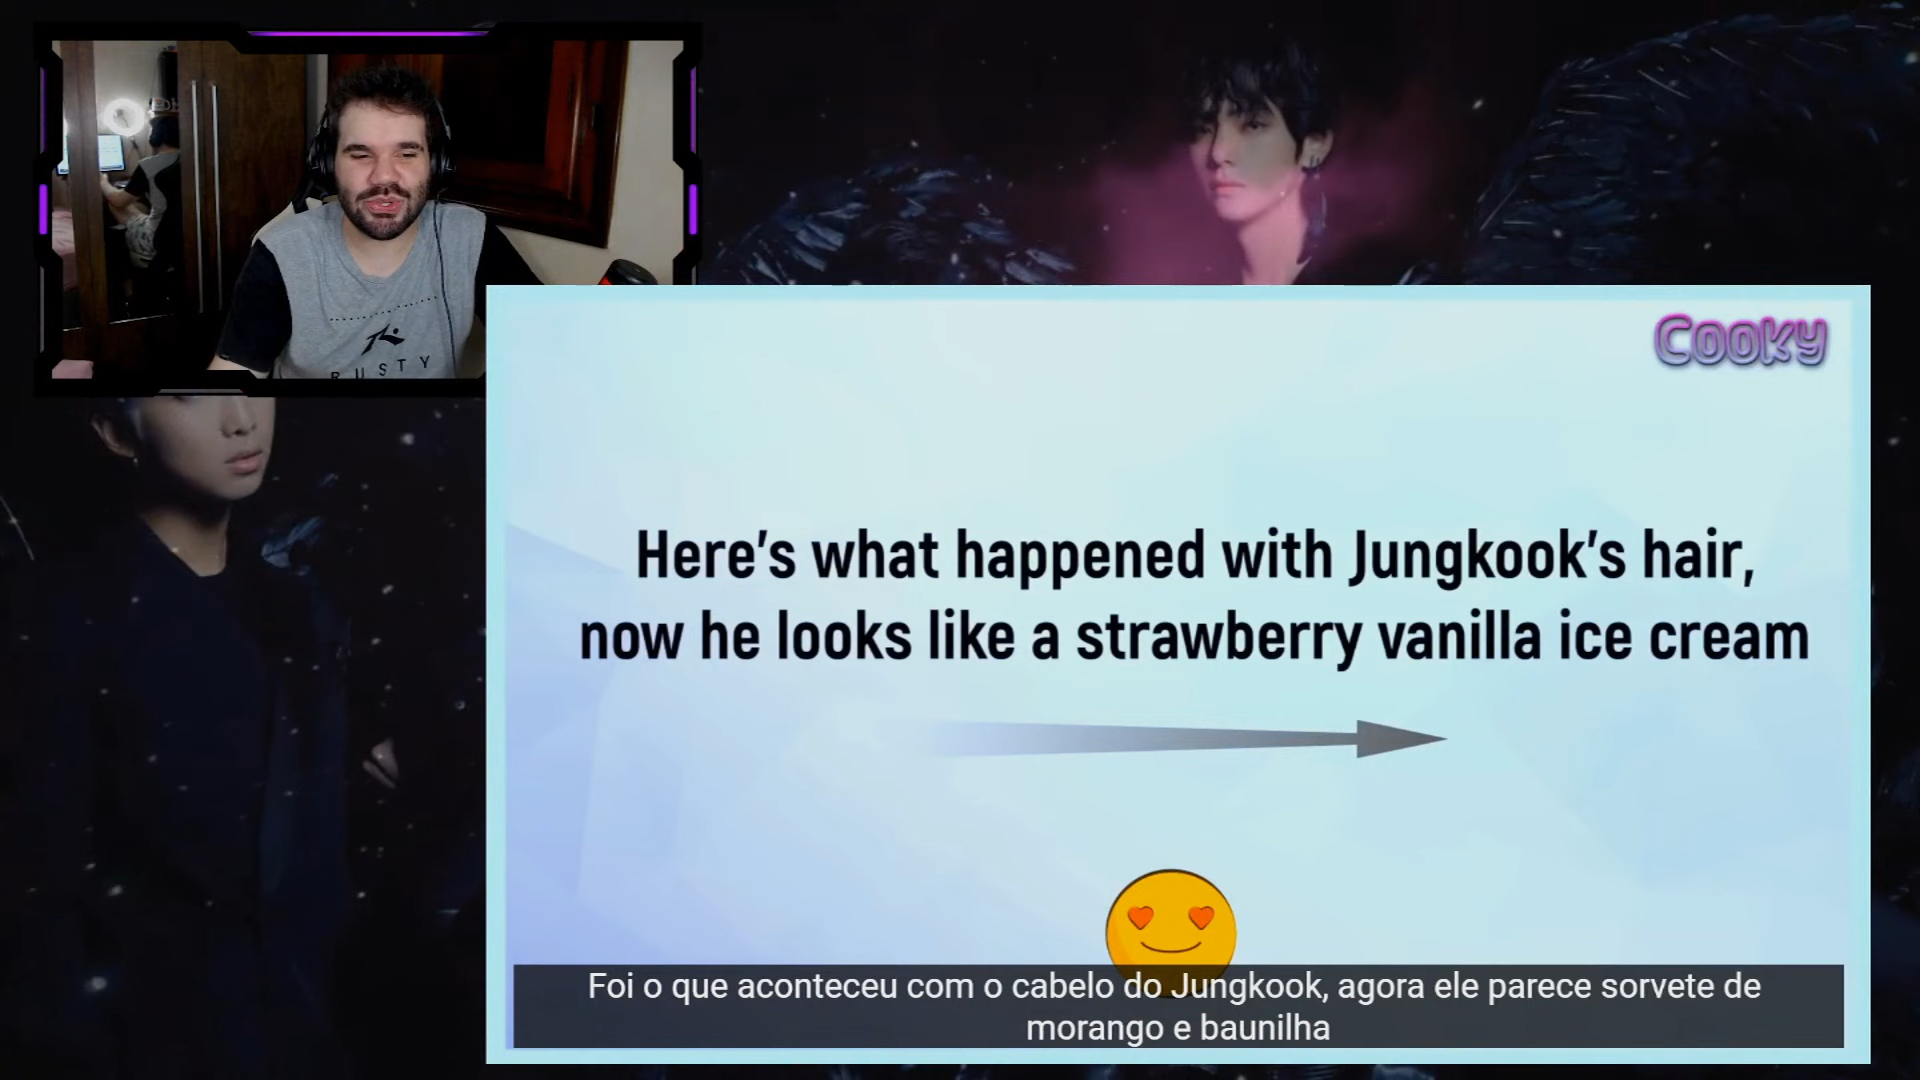 RUSTY
Cooky
Here's what happened with Jungkook's hair,
now he looks like a strawberry vanilla ice cream
Foi o que aconteceu com o cabelo do Jungkook, agora ele parece sorvete de
morango e baunilha